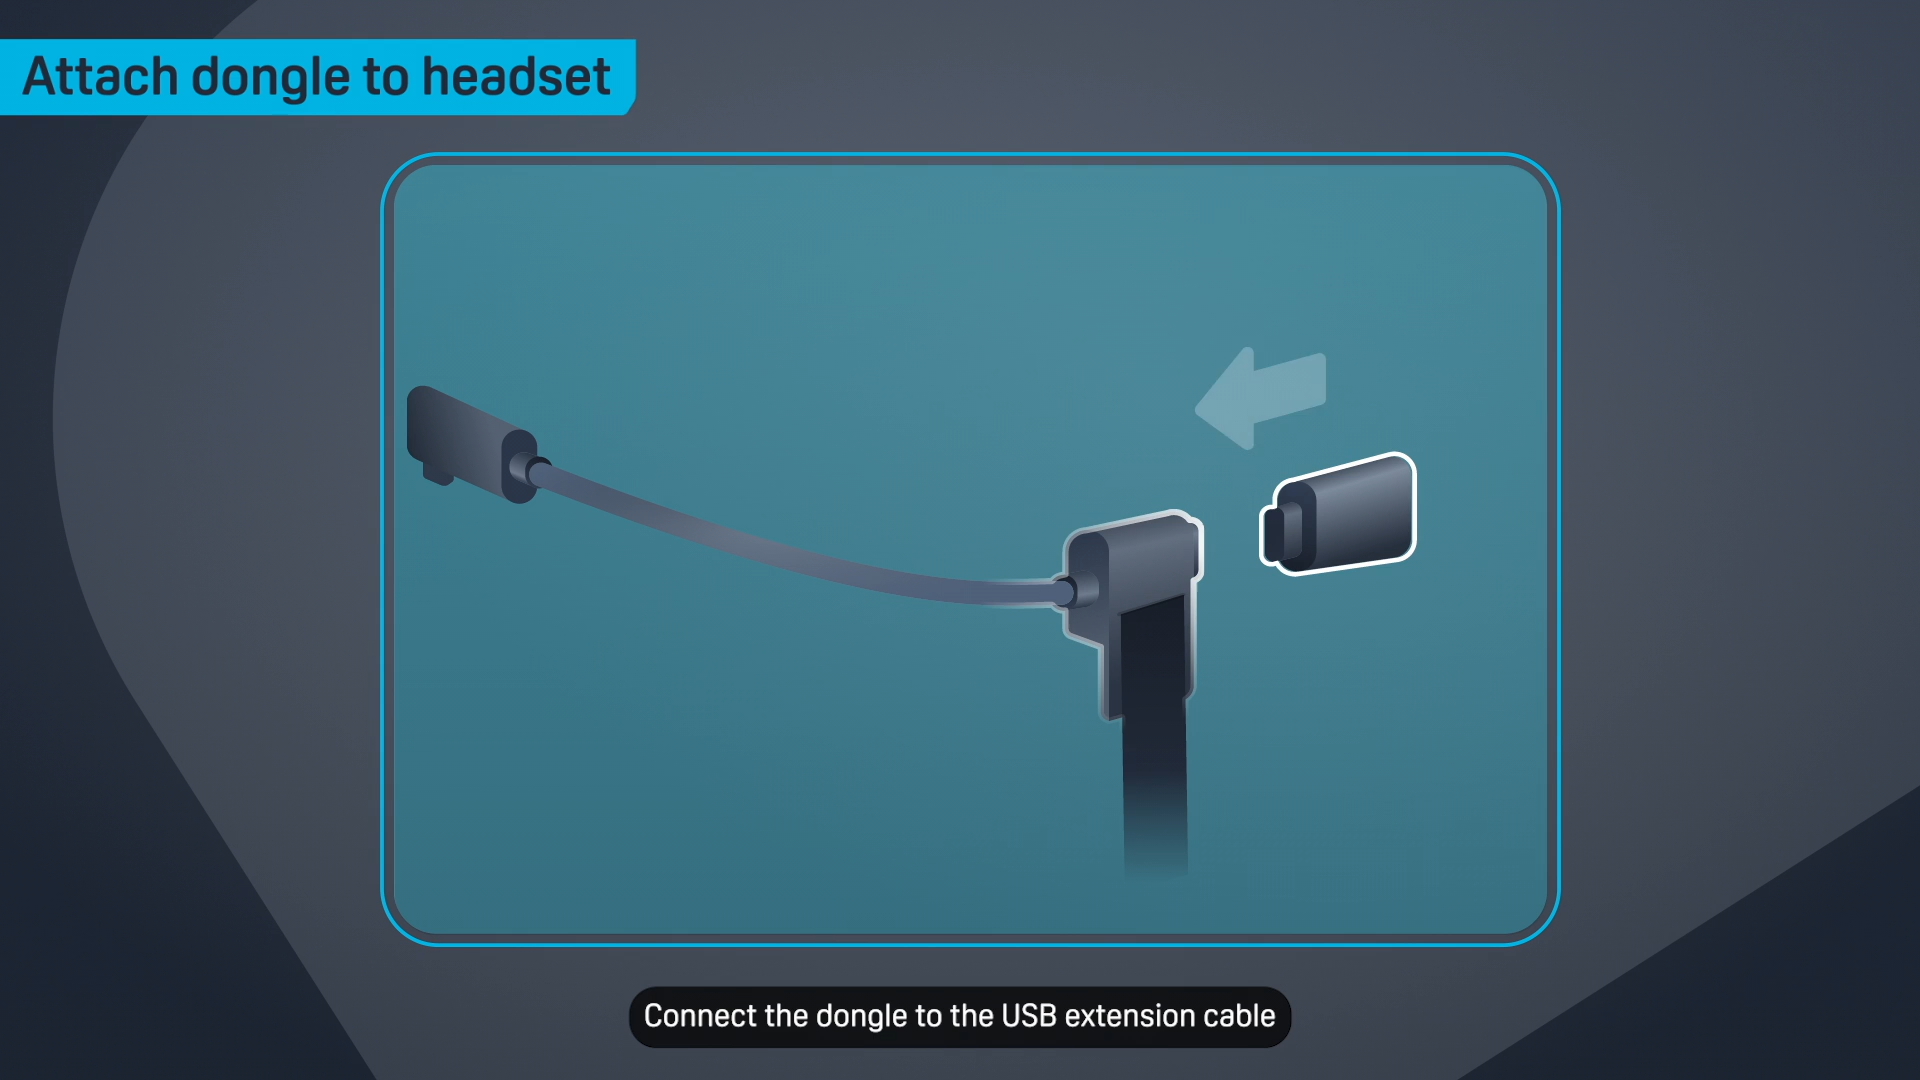 Attach dongle to headset
Connect the dongle to the USB extension cable